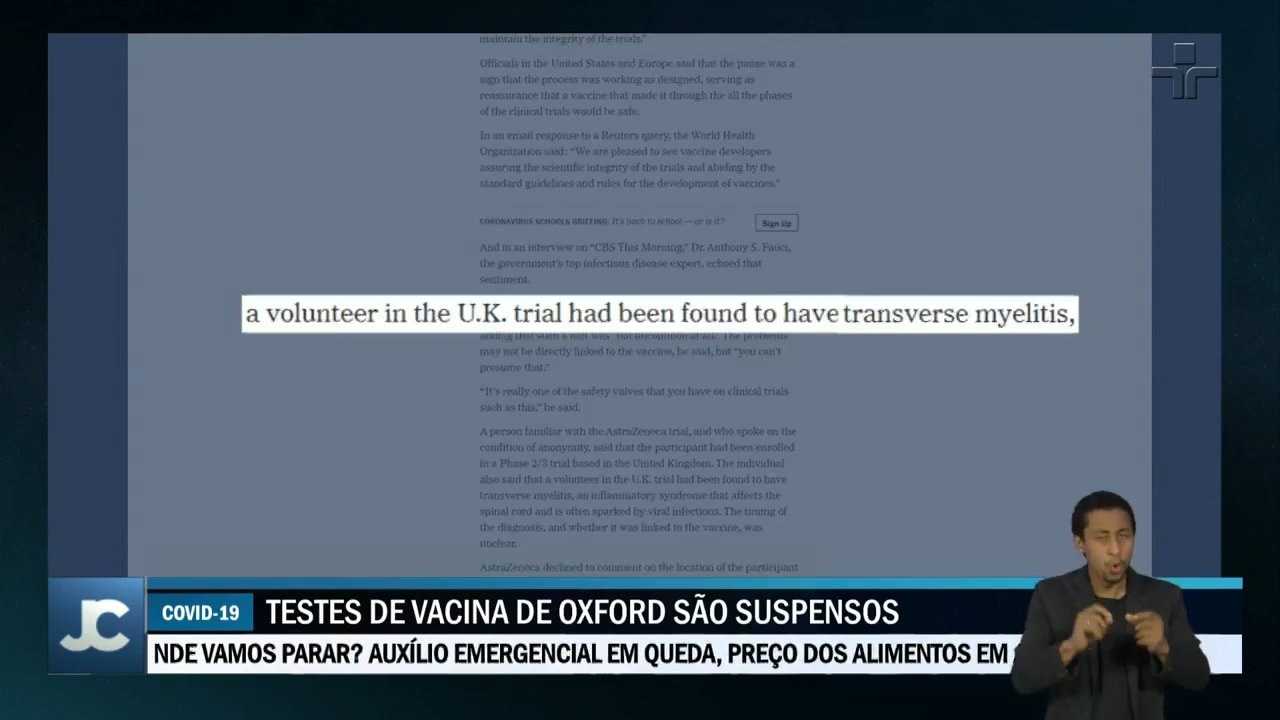 maintain the integrity of the trials."
Officials in the United States and Europe said that the pause was a
sign that the process was working as designed, serving as
reassurance that a vaccine that made it through the all the phases
of the clinical trials would be safe.
In an email response to a Reuters query, the World Health
Organization said: “We are pleased to see vaccine developers
assuring the scientific integrity of the trials and abiding by the
standard guidelines and rules for the development of vaccines.”
CORONAVIRUS SCHOOLS BRIEFING: It's back to school — or is it?
Sign Up
And in an interview on “CBS This Morning,” Dr. Anthony S. Fauci,
the government's top infectious disease expert, echoed that
sentiment.
a volunteer in the U.K. trial had been found to have transverse myelitis,
may not be directly linked to the vaccine, he said, but “you can't
presume that.”
“It's really one of the safety valves that you have on clinical trials
such as this,” he said.
A person familiar with the AstraZeneca trial, and who spoke on the
condition of anonymity, said that the participant had been enrolled
in a Phase 2/3 trial based in the United Kingdom. The individual
also said that a volunteer in the U.K. trial had been found to have
transverse myelitis, an inflammatory syndrome that affects the
spinal cord and is often sparked by viral infections. The timing of
the diagnosis, and whether it was linked to the vaccine, was
unclear.
AstraZeneca declined to comment on the location of the participant
JC
COVID-19
TESTES DE VACINA DE OXFORD SÃO SUSPENSOS
NDE VAMOS PARAR? AUXÍLIO EMERGENCIAL EM QUEDA, PREÇO DOS ALIMENTOS EM